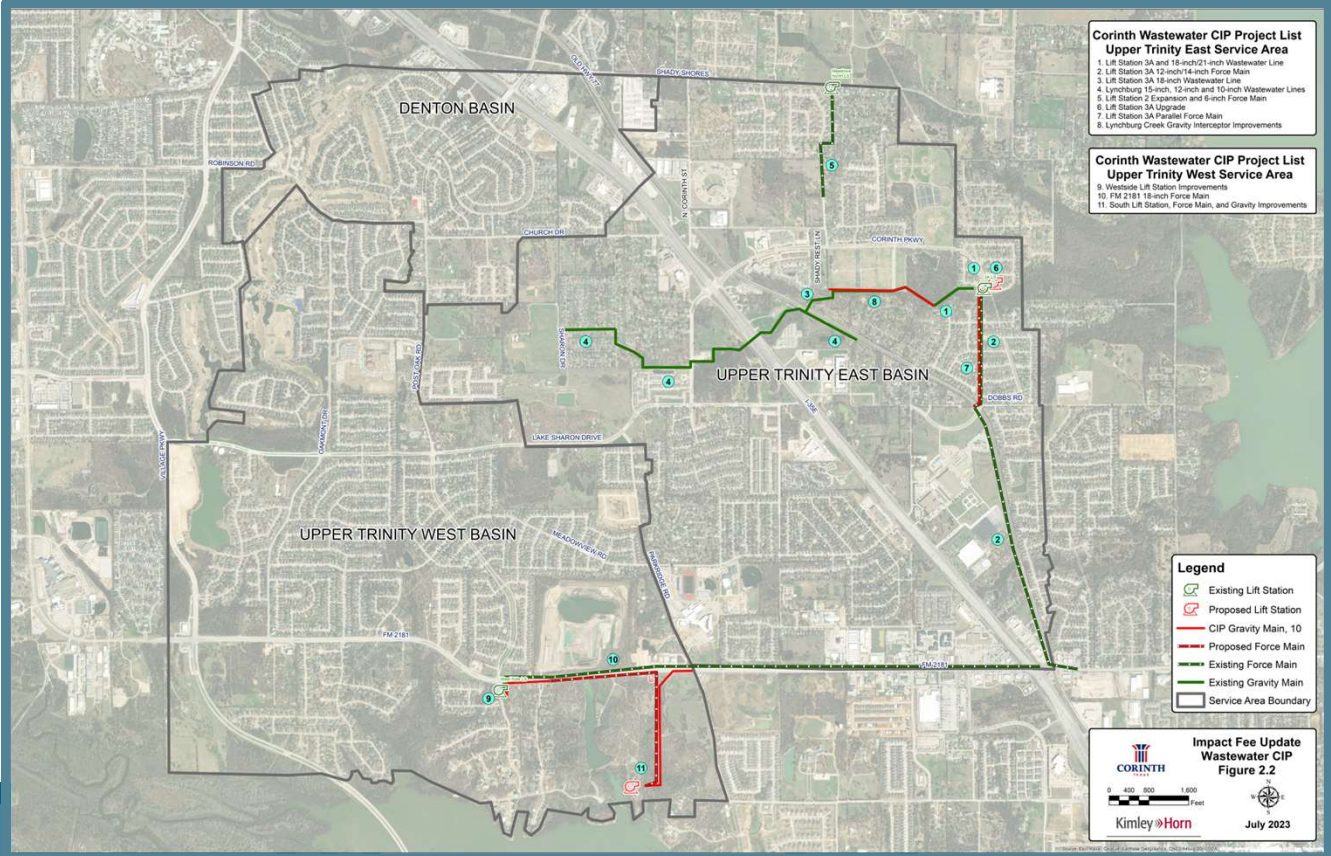 Corinth Wastewater CIP Project List
Upper Trinity East Service Area
1. Lift Station 3A and 18-inch/21-inch Wastewater Line
2. Lift Station 3A 12-inch/14-inch Force Main
3. Lift Station 3A 18-inch Wastewater Line
4. Lynchburg 15-inch, 12-inch and 10-inch Wastewater Lines
5. Lift Station 2 Expansion and 6-inch Force Main
6. Lift Station 3A Upgrade
7. Lift Station 3A Parallel Force Main
8. Lynchburg Creek Gravity Interceptor Improvements
Corinth Wastewater CIP Project List
Upper Trinity West Service Area
9. Westside Lift Station Improvements
10. FM 2181 18-inch Force Main
11. South Lift Station, Force Main, and Gravity Improvements
OLD HWY 77
SHADY SHORES
DENTON BASIN
ROBINSON RD
N CORINTH ST
5
CHURCH DR
SHADY REST LN
CORINTH PKWY
1
6
3
8
1
4
SHARON DR
4
2
POST OAK RD
4
UPPER TRINITY EAST BASIN
7
DOBBS RD
I-35E
OAKMONT DR
LAKE SHARON DRIVE
VILLAGE PKWY
UPPER TRINITY WEST BASIN
MEADOWVIEW RD
2
PARKRIDGE RD
FM 2181
10
FM 2181
9
11
Legend
Existing Lift Station
Proposed Lift Station
CIP Gravity Main, 10
Proposed Force Main
Existing Force Main
Existing Gravity Main
Service Area Boundary
CORINTH
TEXAS
Impact Fee Update
Wastewater CIP
Figure 2.2
0 400 800 1,600
Feet
N
W E
S
Kimley»Horn
July 2023